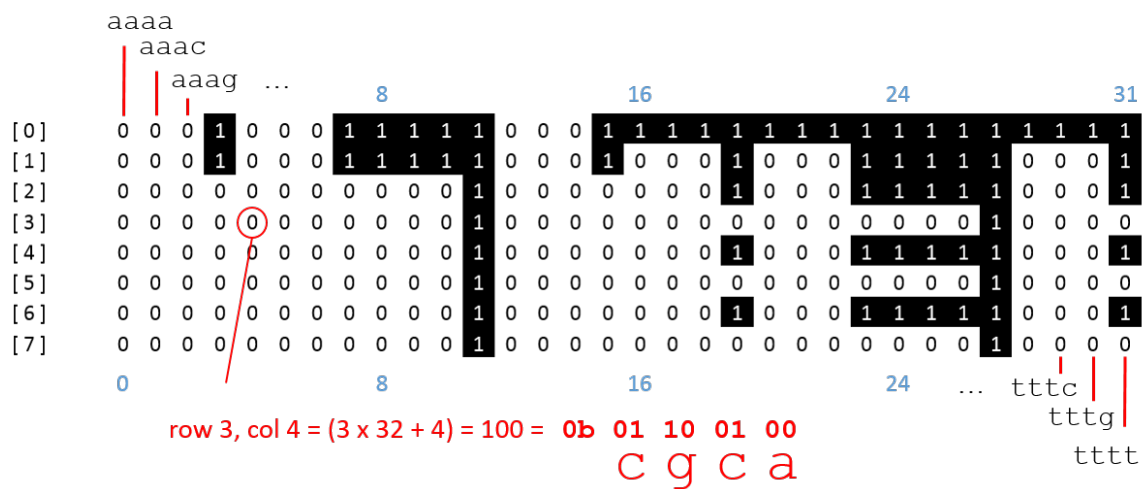 aaaa
aaac
aaag ...
8 16 24 31
[0] 0 0 0 1 0 0 0 1 1 1 1 1 0 0 0 1 1 1 1 1 1 1 1 1 1 1 1 1 1 1 1 1
[1] 0 0 0 1 0 0 0 1 1 1 1 1 0 0 0 1 0 0 0 1 0 0 0 1 1 1 1 1 0 0 0 1
[2] 0 0 0 0 0 0 0 0 0 0 0 1 0 0 0 0 0 0 0 1 0 0 0 1 1 1 1 1 0 0 0 1
[3] 0 0 0 0 0 0 0 0 0 0 0 1 0 0 0 0 0 0 0 0 0 0 0 0 0 0 0 1 0 0 0 0
[4] 0 0 0 0 0 0 0 0 0 0 0 1 0 0 0 0 0 0 0 1 0 0 0 1 1 1 1 1 0 0 0 1
[5] 0 0 0 0 0 0 0 0 0 0 0 1 0 0 0 0 0 0 0 0 0 0 0 0 0 0 0 1 0 0 0 0
[6] 0 0 0 0 0 0 0 0 0 0 0 1 0 0 0 0 0 0 0 1 0 0 0 1 1 1 1 1 0 0 0 1
[7] 0 0 0 0 0 0 0 0 0 0 0 1 0 0 0 0 0 0 0 0 0 0 0 0 0 0 0 1 0 0 0 0
0 8 16 24 ... tttc
tttg
tttt
row 3, col 4 = (3 x 32 + 4) = 100 = 0b 01 10 01 00
c g c a